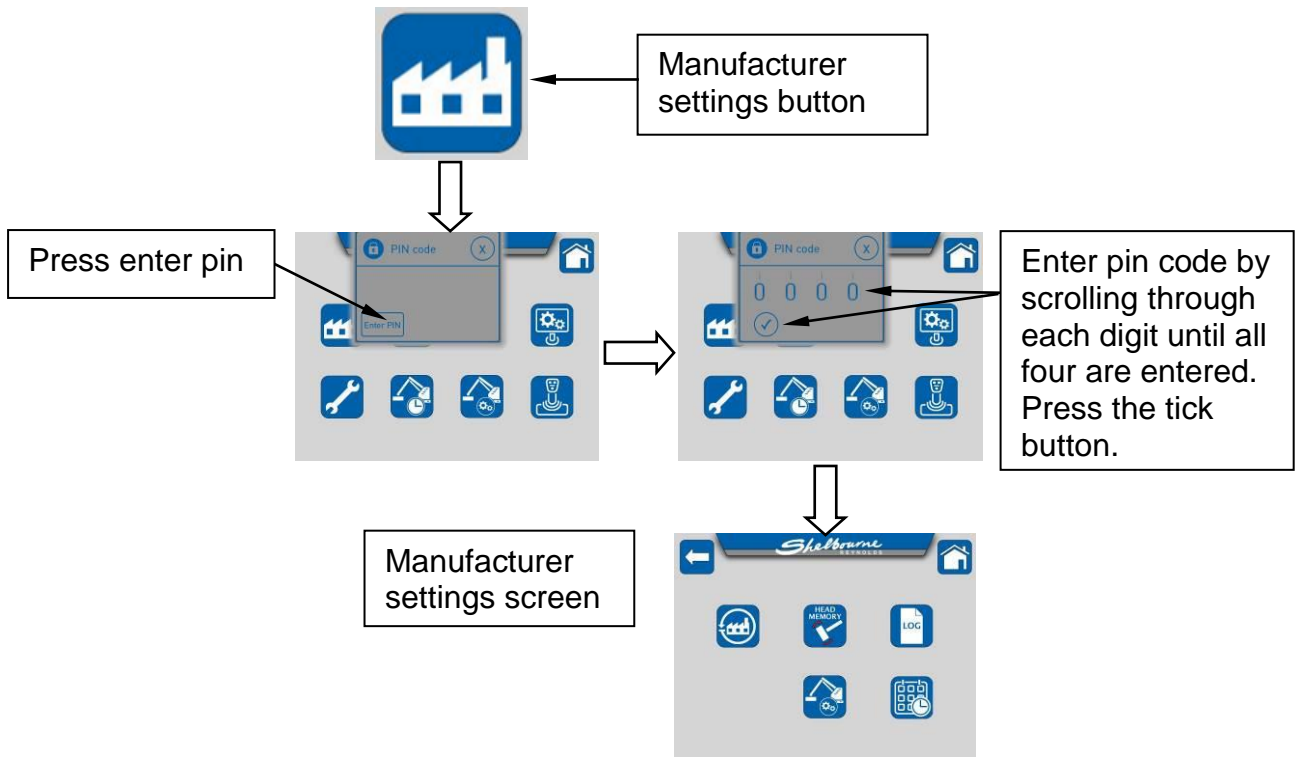 Manufacturer
settings button
Press enter pin
PIN code
X
Enter PIN
PIN code
X
0 0 0 0
Enter pin code by
scrolling through
each digit until all
four are entered.
Press the tick
button.
Manufacturer
settings screen
Shelbourne
REYNOLDS
HEAD
MEMORY
LOG